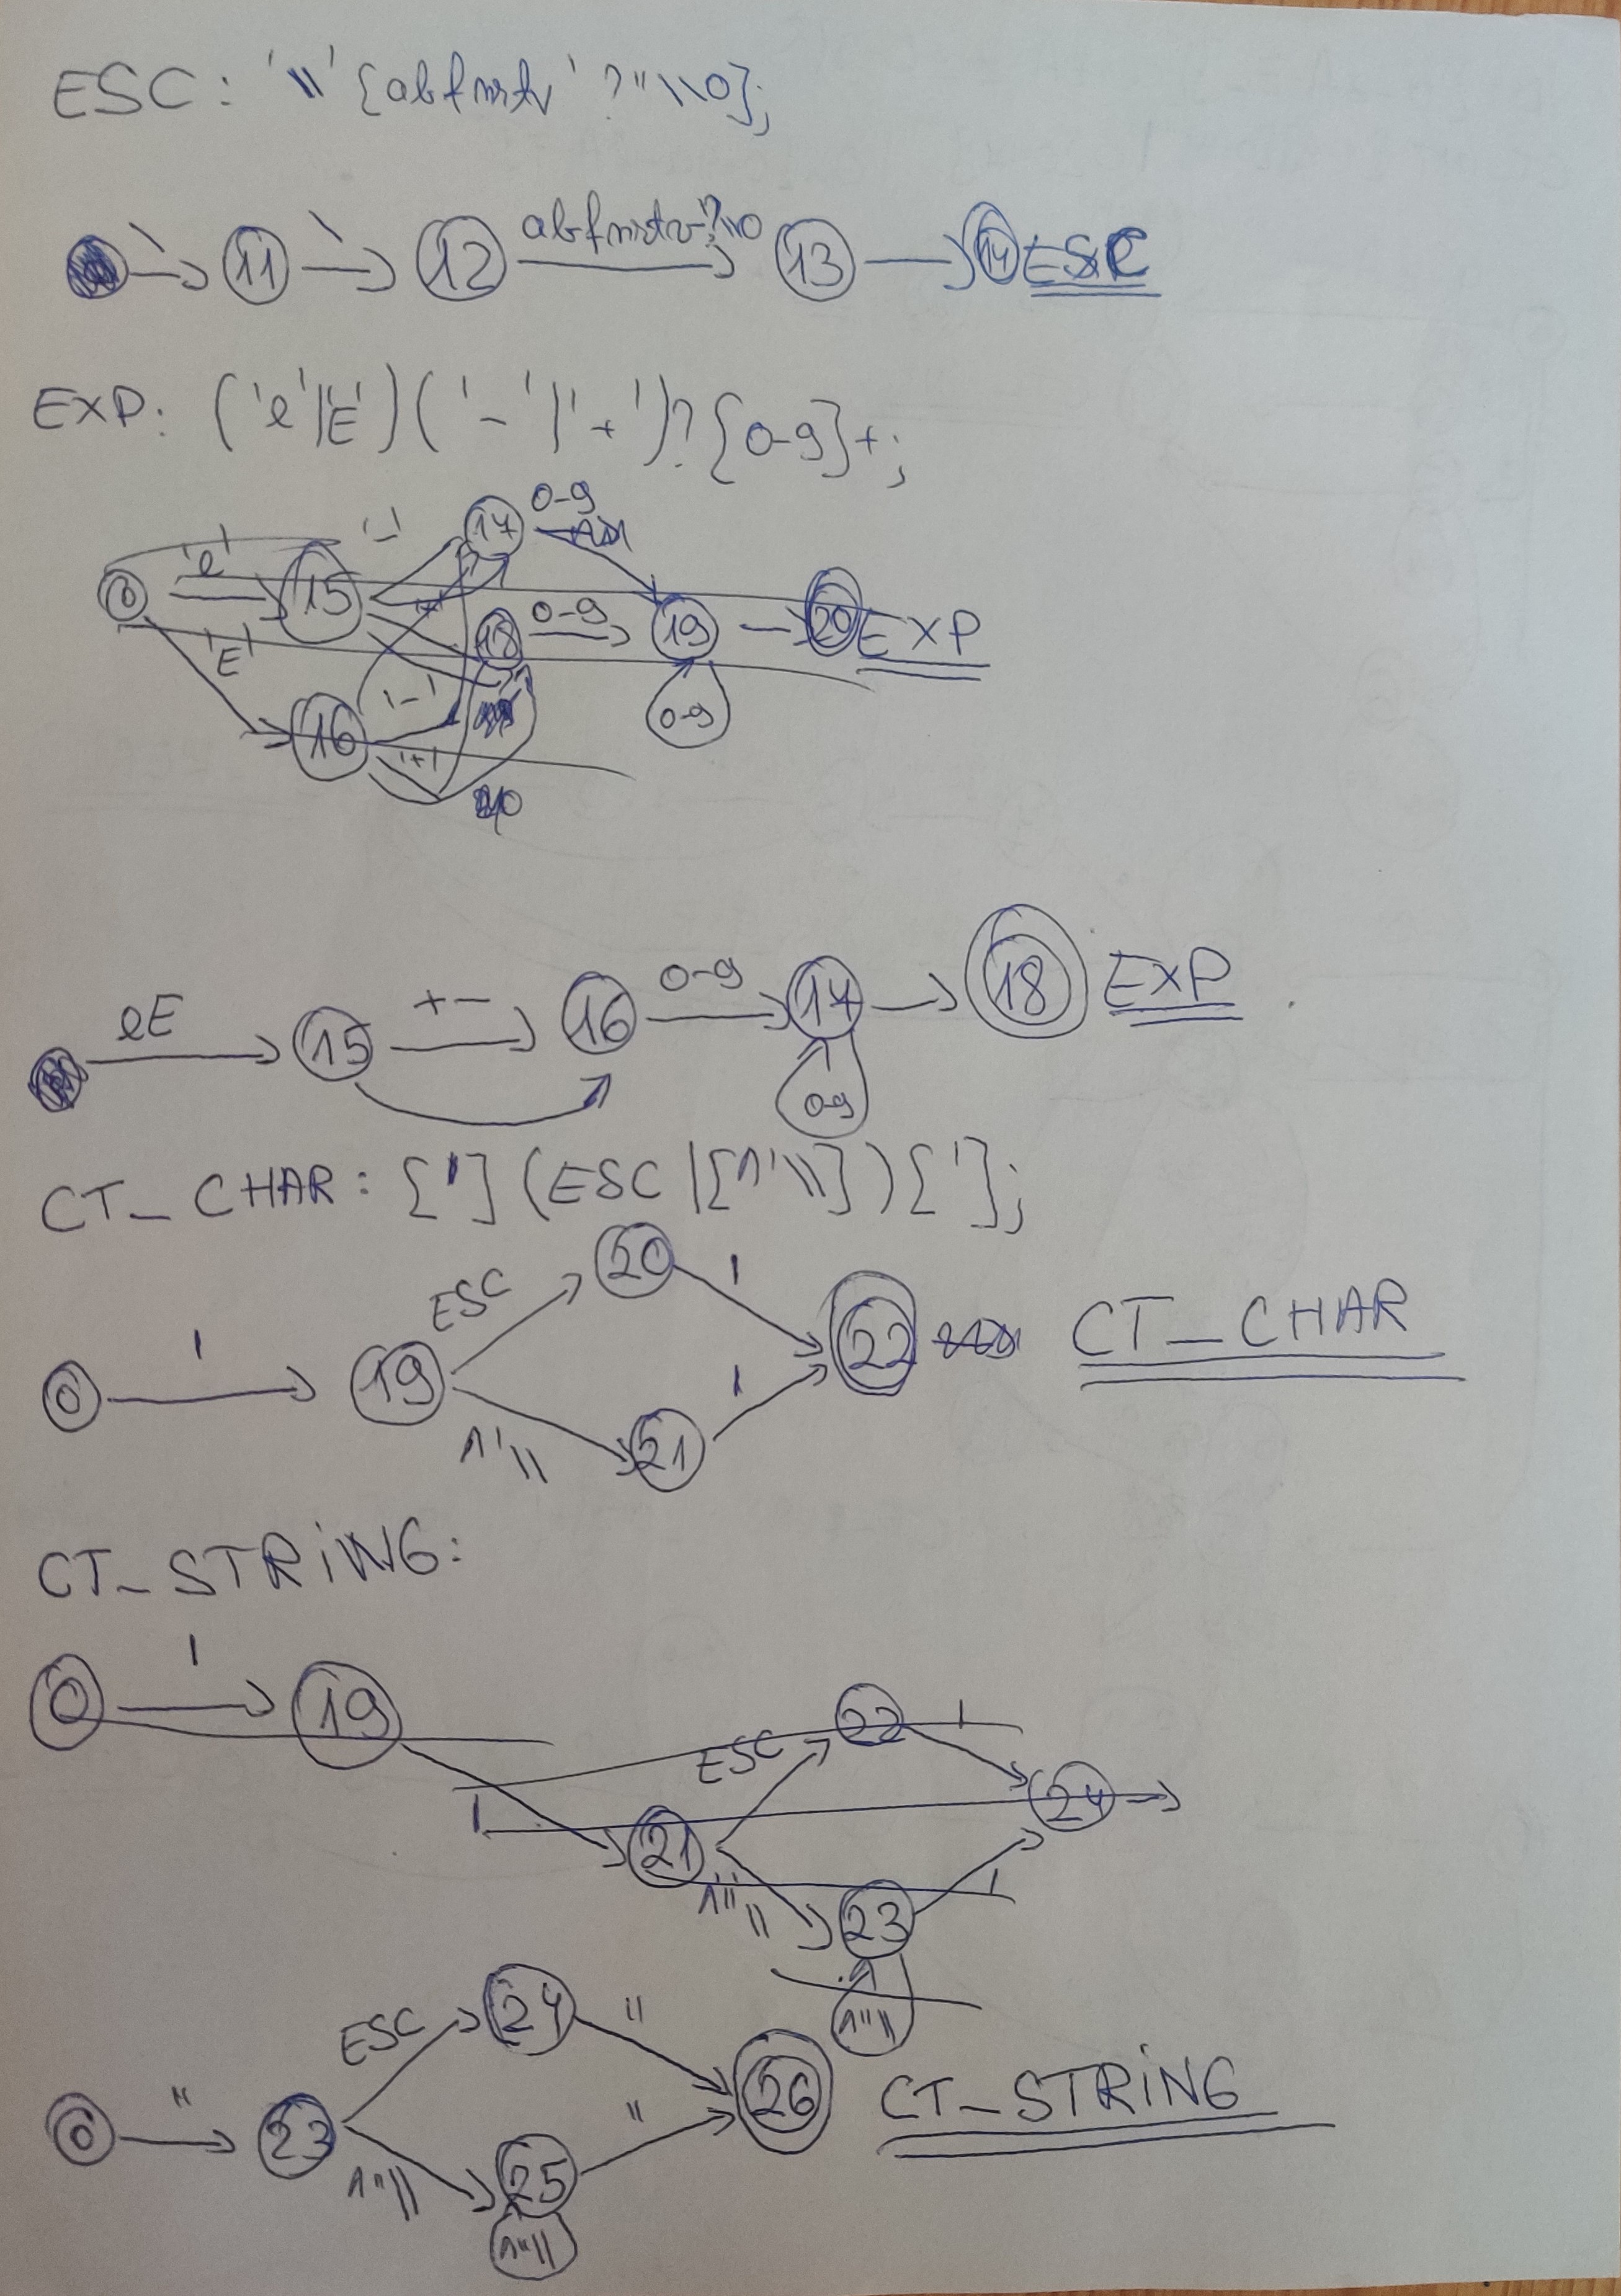 ESC: '\\' [abfnrtv'?"\\0];
\ \ abfnrtv'?"\\0
11 12 13 14 ESC
EXP: ('e'|'E')('-'|'+')?[0-9]+;
'-' 17 0-9
0 'e' 15 18 0-9 19 20 EXP
'E' '-' 0-9
16 '+'
eE 15 +- 16 0-9 17 18 EXP
0-9
CT_CHAR: ['](ESC|[^'\\])['];
ESC 20 '
0 ' 19 22 CT_CHAR
^'\\ 21 '
CT_STRING:
0 ' 19
ESC 22 '
' 21 24
^"\\ 23 '
^"\\
ESC 24 "
0 " 23 26 CT_STRING
^"\\ 25 "
^"\\